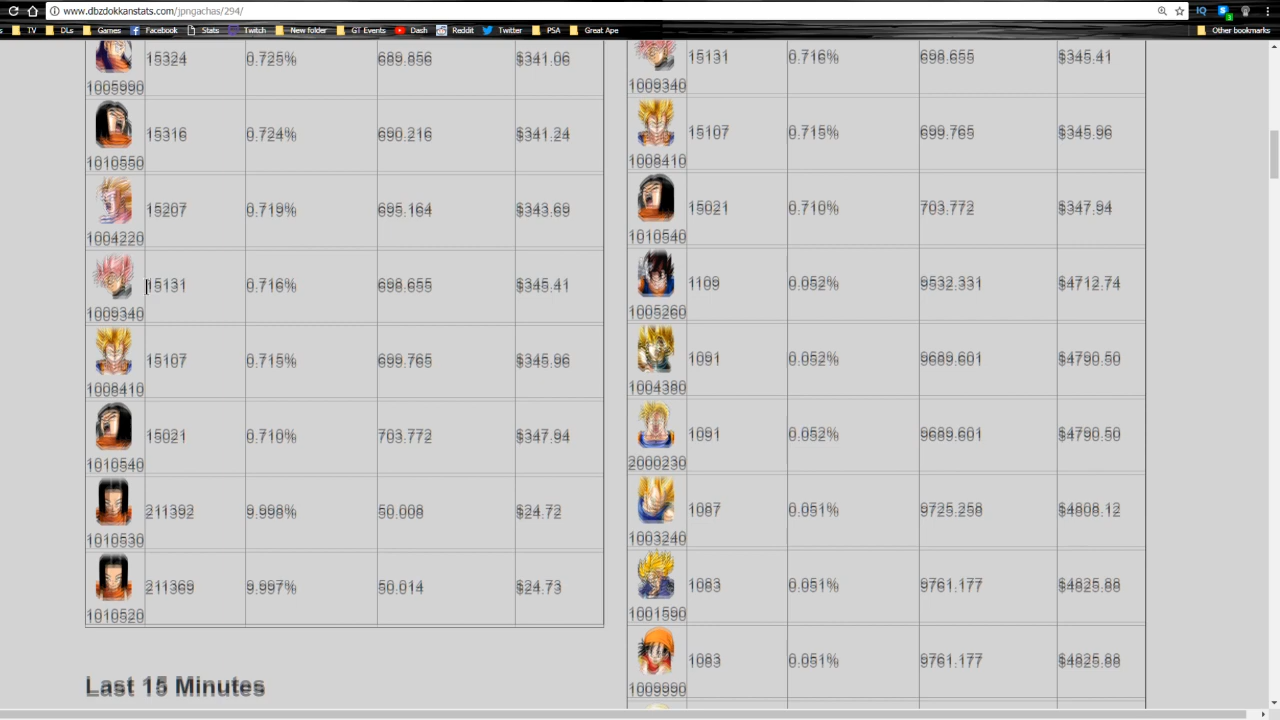 www.dbzdokkanstats.com/jpngachas/294/
TV DLs Games Facebook Stats Twitch New folder GT Events Dash Reddit Twitter PSA Great Ape Other bookmarks
15324 0.725% 689.856 $341.06
1005990
15316 0.724% 690.216 $341.24
1010550
15207 0.719% 695.164 $343.69
1004220
15131 0.716% 698.655 $345.41
1009340
15107 0.715% 699.765 $345.96
1008410
15021 0.710% 703.772 $347.94
1010540
211392 9.998% 50.008 $24.72
1010530
211369 9.997% 50.014 $24.73
1010520
Last 15 Minutes
15131 0.716% 698.655 $345.41
1009340
15107 0.715% 699.765 $345.96
1008410
15021 0.710% 703.772 $347.94
1010540
1109 0.052% 9532.331 $4712.74
1005260
1091 0.052% 9689.601 $4790.50
1004380
1091 0.052% 9689.601 $4790.50
2000230
1087 0.051% 9725.258 $4808.12
1003240
1083 0.051% 9761.177 $4825.88
1001590
1083 0.051% 9761.177 $4825.88
1009990